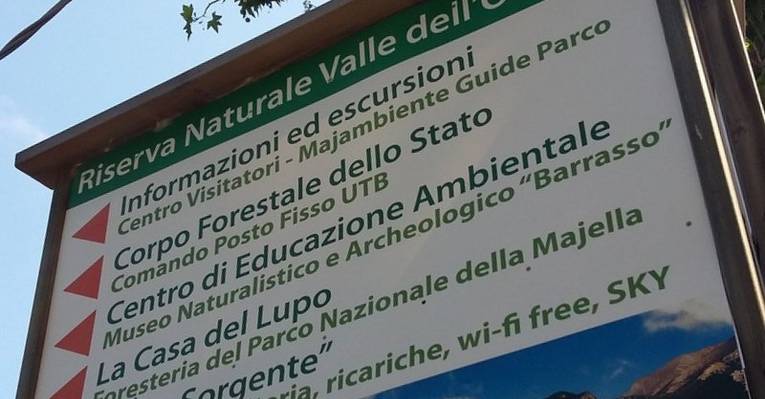 Riserva Naturale Valle dell'O
Informazioni ed escursioni
Centro Visitatori - Majambiente Guide Parco
Corpo Forestale dello Stato
Comando Posto Fisso UTB
Centro di Educazione Ambientale
Museo Naturalistico e Archeologico "Barrasso"
La Casa del Lupo
Foresteria del Parco Nazionale della Majella
Sorgente"
ria, ricariche, wi-fi free, SKY